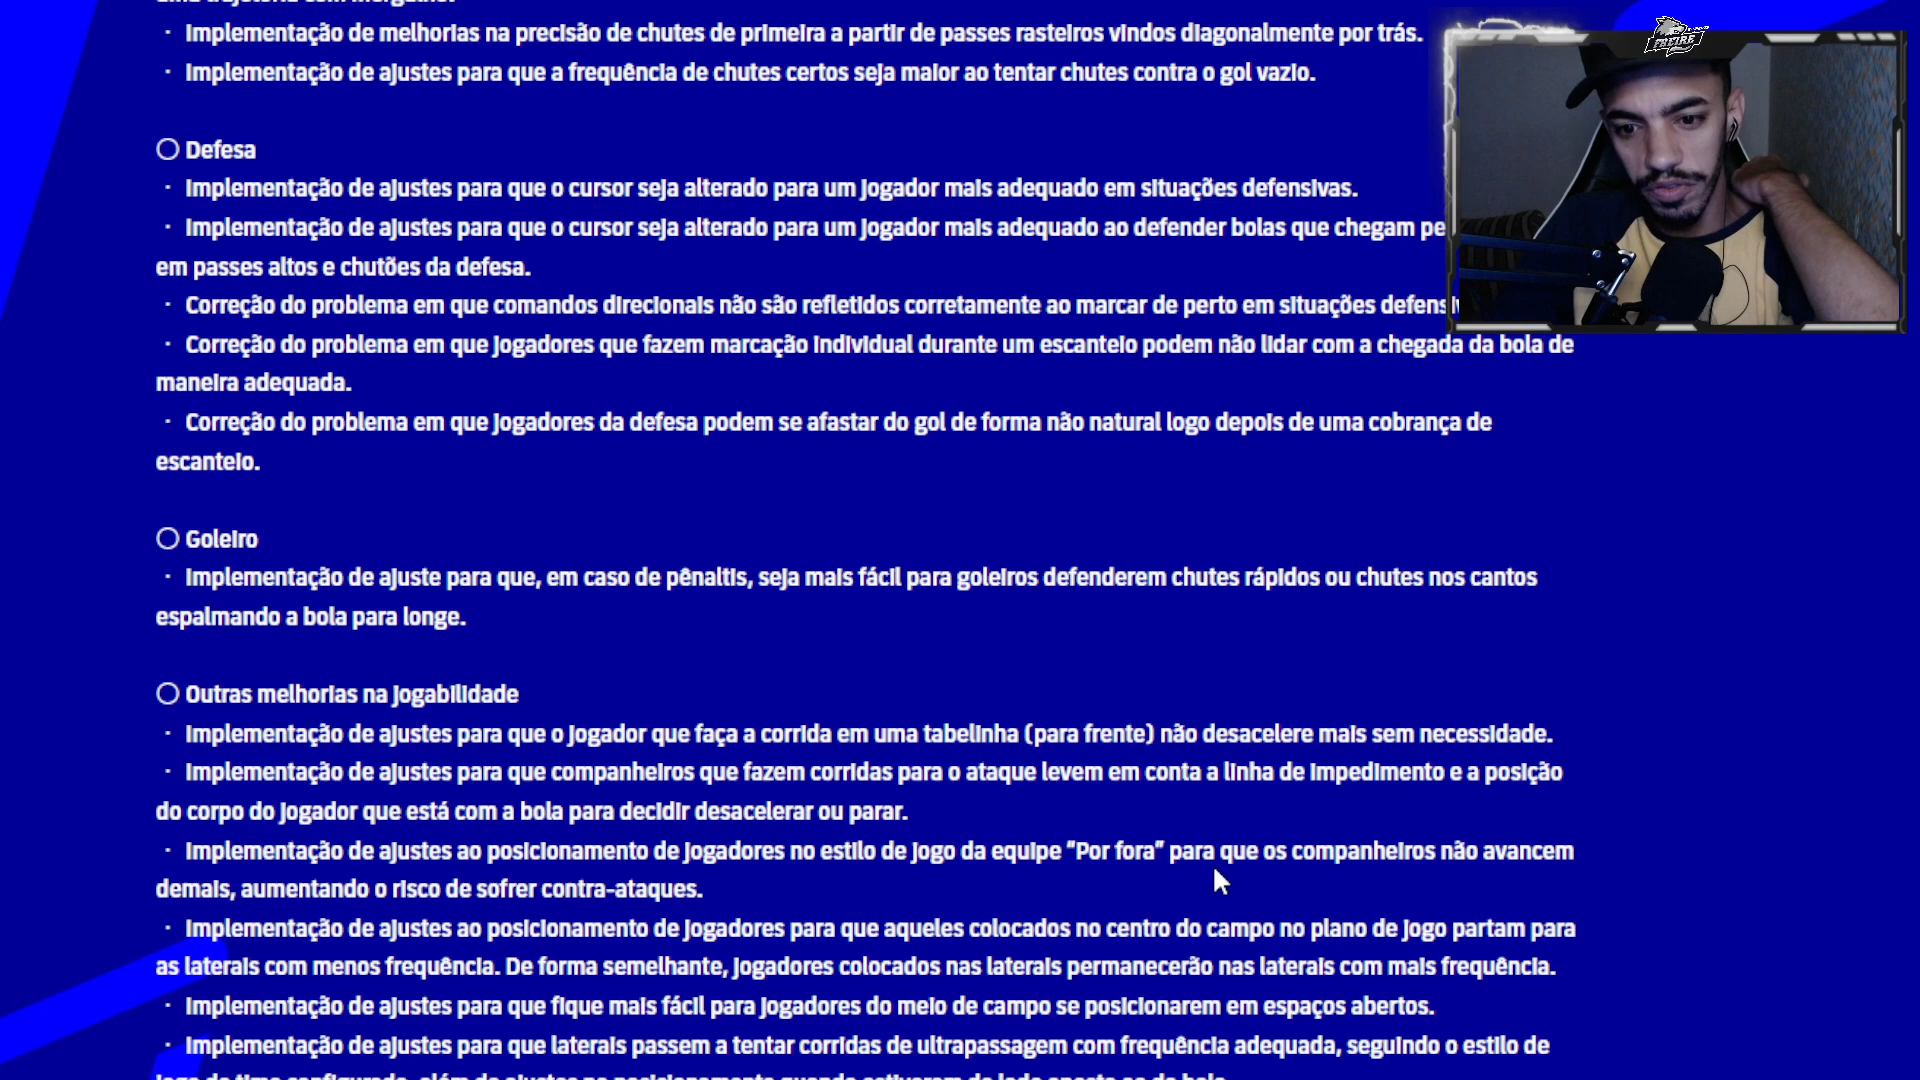 · Implementação de melhorias na precisão de chutes de primeira a partir de passes rasteiros vindos diagonalmente por trás.
· Implementação de ajustes para que a frequência de chutes certos seja maior ao tentar chutes contra o gol vazio.
○ Defesa
· Implementação de ajustes para que o cursor seja alterado para um jogador mais adequado em situações defensivas.
· Implementação de ajustes para que o cursor seja alterado para um jogador mais adequado ao defender bolas que chegam
em passes altos e chutões da defesa.
· Correção do problema em que comandos direcionais não são refletidos corretamente ao marcar de perto em situações
· Correção do problema em que jogadores que fazem marcação individual durante um escanteio podem não lidar com a chegada da bola de
maneira adequada.
· Correção do problema em que jogadores da defesa podem se afastar do gol de forma não natural logo depois de uma cobrança de
escanteio.
○ Goleiro
· Implementação de ajuste para que, em caso de pênaltis, seja mais fácil para goleiros defenderem chutes rápidos ou chutes nos cantos
espalmando a bola para longe.
○ Outras melhorias na jogabilidade
· Implementação de ajustes para que o jogador que faça a corrida em uma tabelinha (para frente) não desacelere mais sem necessidade.
· Implementação de ajustes para que companheiros que fazem corridas para o ataque levem em conta a linha de impedimento e a posição
do corpo do jogador que está com a bola para decidir desacelerar ou parar.
· Implementação de ajustes ao posicionamento de jogadores no estilo de jogo da equipe “Por fora” para que os companheiros não avancem
demais, aumentando o risco de sofrer contra-ataques.
· Implementação de ajustes ao posicionamento de jogadores para que aqueles colocados no centro do campo no plano de jogo partam para
as laterais com menos frequência. De forma semelhante, jogadores colocados nas laterais permanecerão nas laterais com mais frequência.
· Implementação de ajustes para que fique mais fácil para jogadores do meio de campo se posicionarem em espaços abertos.
· Implementação de ajustes para que laterais passem a tentar corridas de ultrapassagem com frequência adequada, seguindo o estilo de
FREIRE